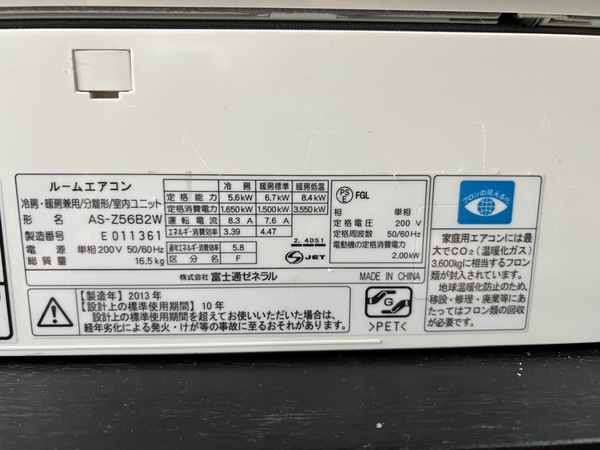 ルームエアコン
冷房・暖房兼用/分離形/室内ユニット
形名 AS-Z56B2W
製造番号 E011361
電源 単相200V 50/60Hz
総質量 16.5kg
冷房 暖房標準 暖房低温
定格能力 5.6kW 6.7kW 8.4kW
定格消費電力 1.650kW 1.500kW 3.550kW
運転電流 8.3A 7.6A
エネルギー消費効率 3.39 4.47
通年エネルギー消費効率 5.8
区分名 F
2.4DS1
JET
PSE FGL
相 単相
定格電圧 200V
定格周波数 50/60Hz
電動機の定格消費電力
2.00kW
株式会社 富士通ゼネラル
MADE IN CHINA
【製造年】2013年
【設計上の標準使用期間】10年
設計上の標準使用期間を超えてお使いいただいた場合は、
経年劣化による発火・けが等の事故に至るおそれがあります。
G
>PET<
フロンの見える化
家庭用エアコンには最
大でCO2(温暖化ガス)
3,600kgに相当するフロン
類が封入されています。
地球温暖化防止のため、
移設・修理・廃棄等にあ
たってはフロン類の回収
が必要です。